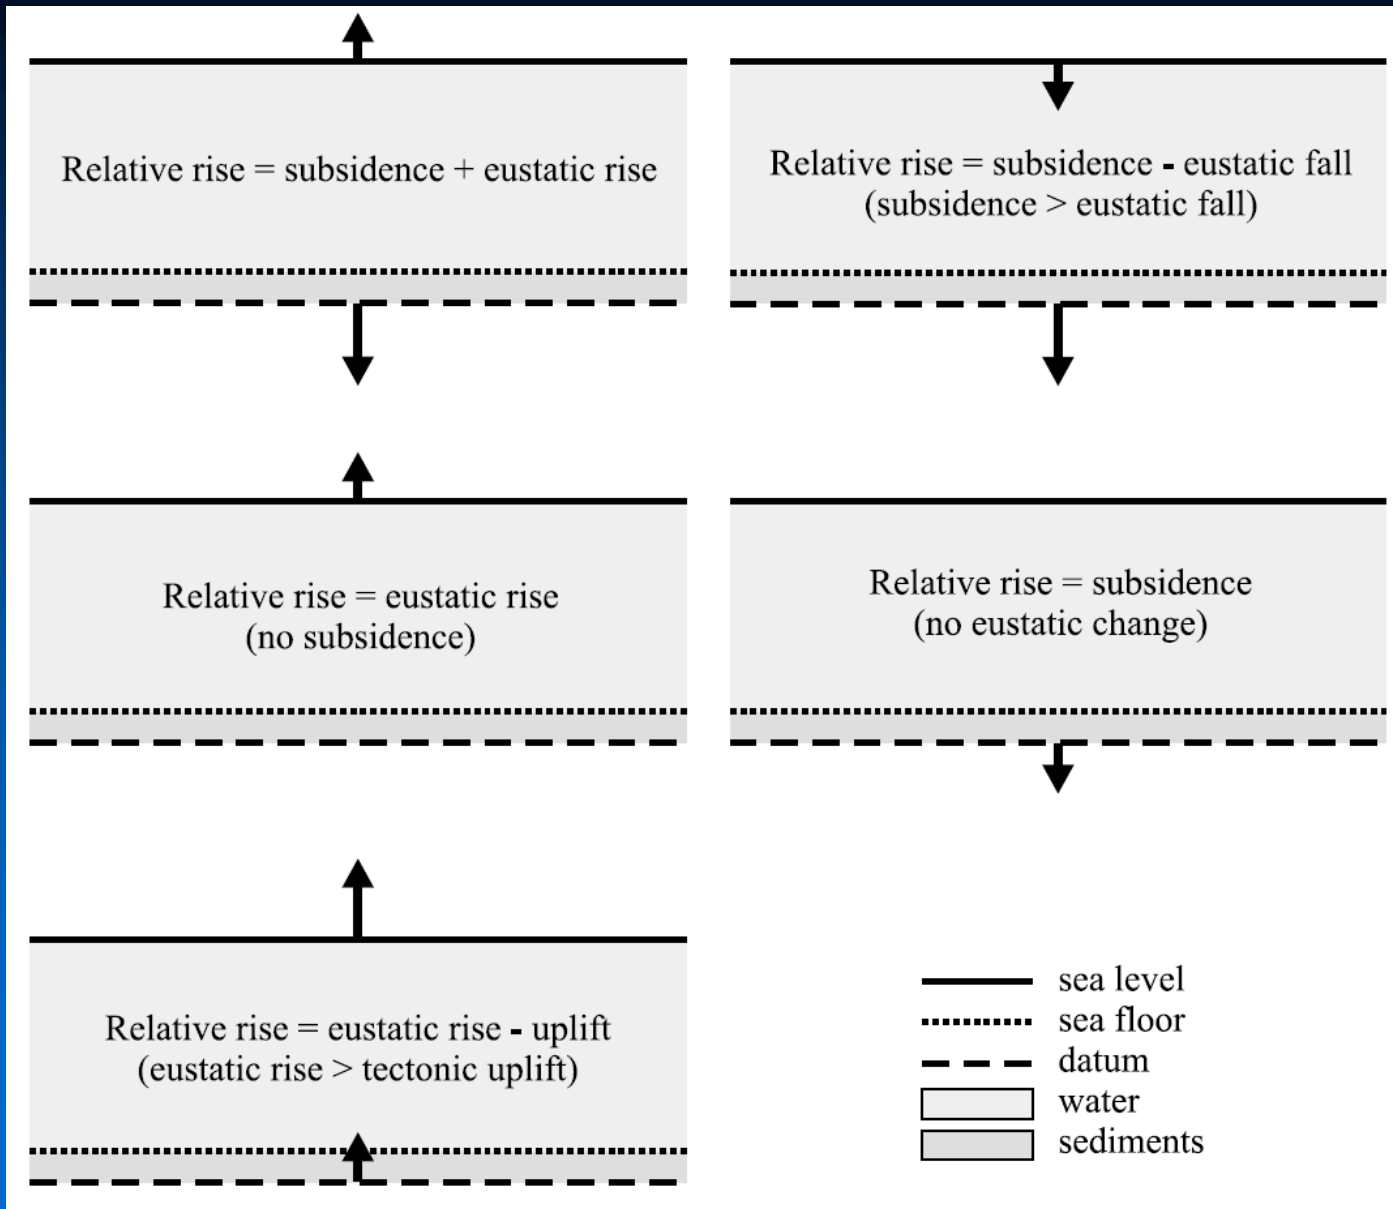 Relative rise = subsidence + eustatic rise
Relative rise = subsidence - eustatic fall
(subsidence > eustatic fall)
Relative rise = eustatic rise
(no subsidence)
Relative rise = subsidence
(no eustatic change)
Relative rise = eustatic rise - uplift
(eustatic rise > tectonic uplift)
sea level
sea floor
datum
water
sediments